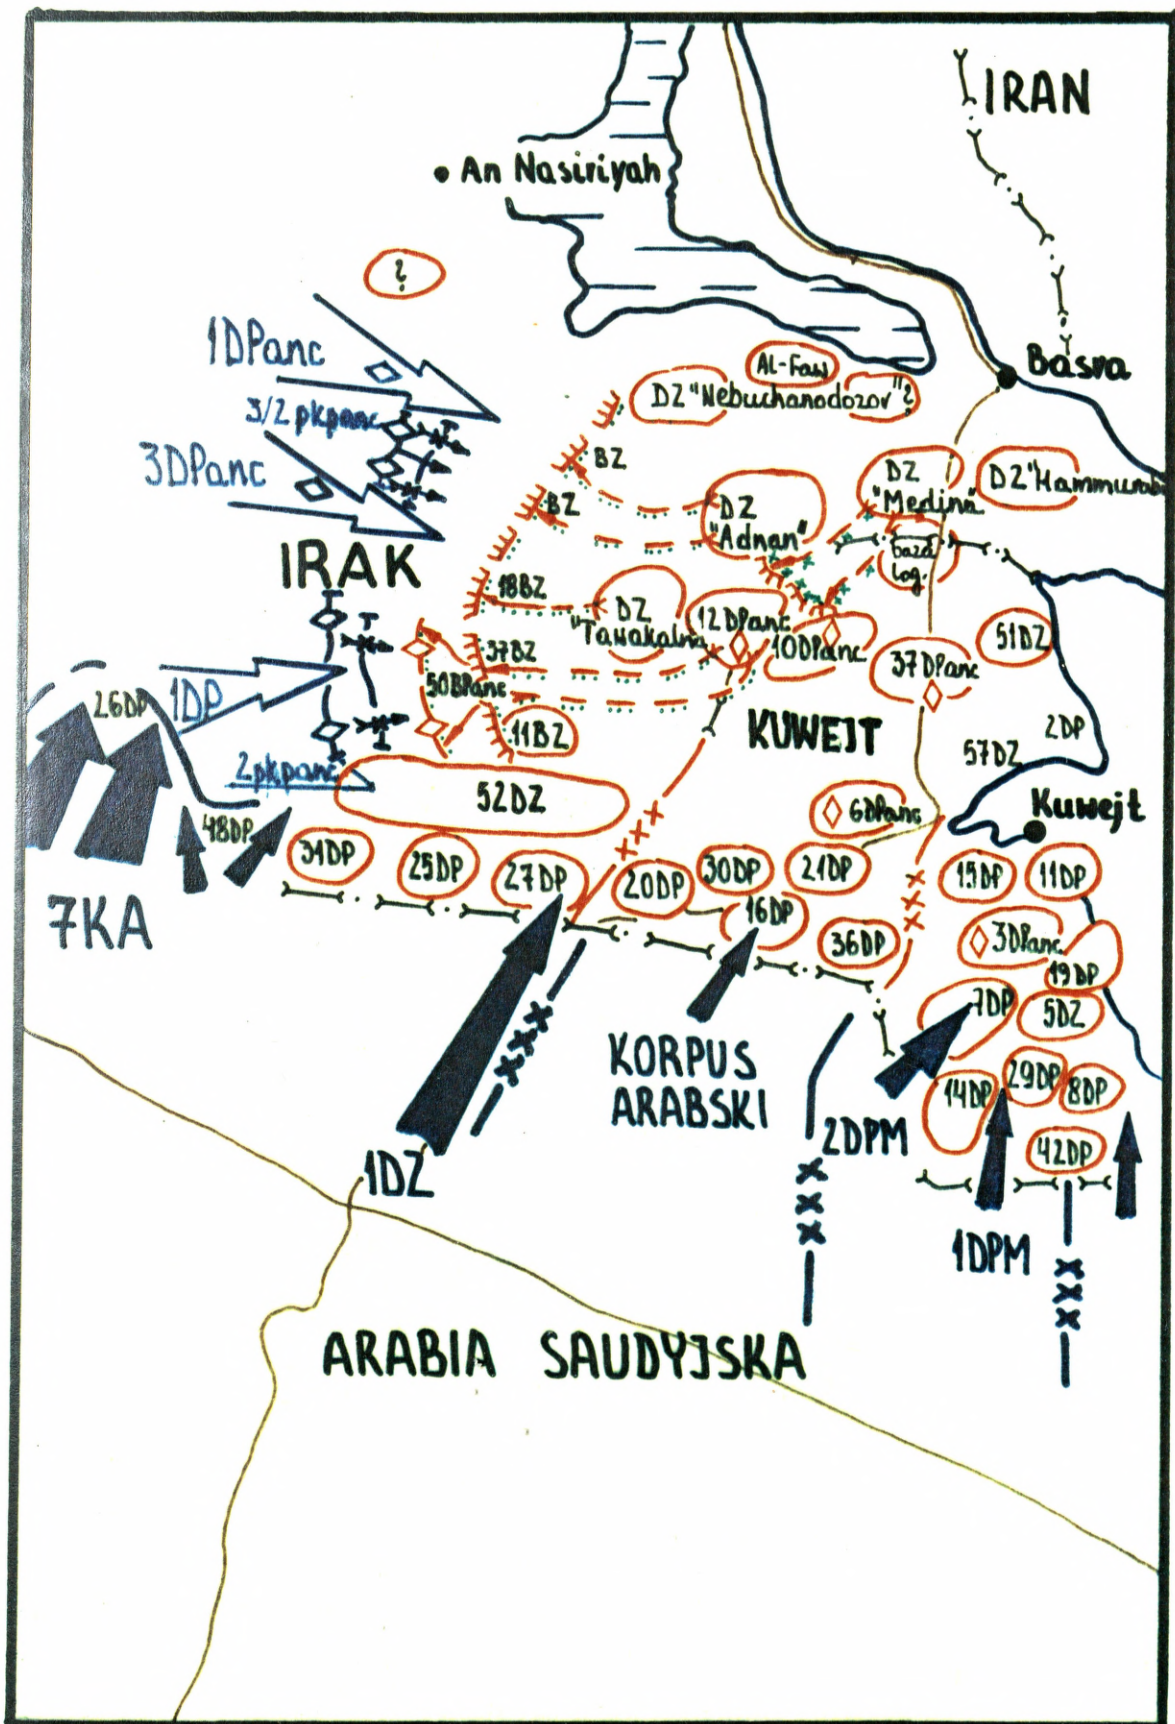 IRAN
An Nasiriyah
?
1DPanc
Basra
AL-Faw
DZ "Nebuchanodozor"?
3/2 pkpanc
3DPanc
BZ
DZ
"Medina"
DZ "Hammurab
BZ
DZ
"Adnan"
baza
log.
IRAK
18BZ
DZ
"Tawakalna
12DPanc
10DPanc
51DZ
37BZ
37DPanc
50BPanc
26DP
1DP
11BZ
KUWEJT
2DP
57DZ
2pkpanc
52DZ
6DPanc
Kuwejt
48DP
31DP
25DP
27DP
20DP
30DP
21DP
15DP
11DP
7KA
16DP
36DP
3DPanc
19DP
7DP
5DZ
KORPUS
ARABSKI
29DP
8DP
14DP
2DPM
42DP
1DZ
1DPM
ARABIA SAUDYJSKA